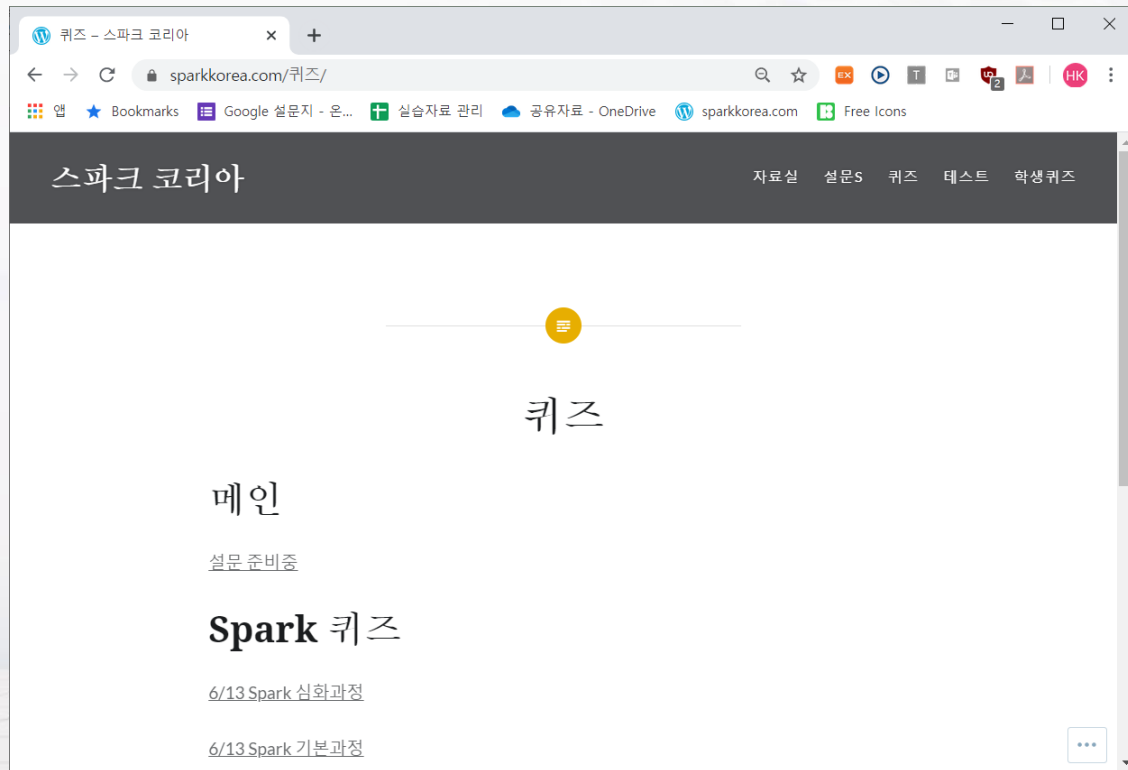 퀴즈 – 스파크 코리아
sparkkorea.com/퀴즈/
EX
T
2
HK
앱 Bookmarks Google 설문지 - 온... 실습자료 관리 공유자료 - OneDrive sparkkorea.com Free Icons
스파크 코리아 자료실 설문S 퀴즈 테스트 학생퀴즈
퀴즈
메인
설문 준비중
Spark 퀴즈
6/13 Spark 심화과정
6/13 Spark 기본과정